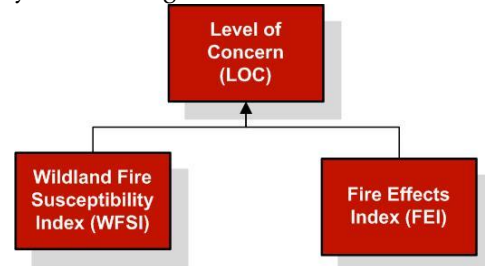 Level of
Concern
(LOC)
Wildland Fire
Susceptibility
Index (WFSI)
Fire Effects
Index (FEI)